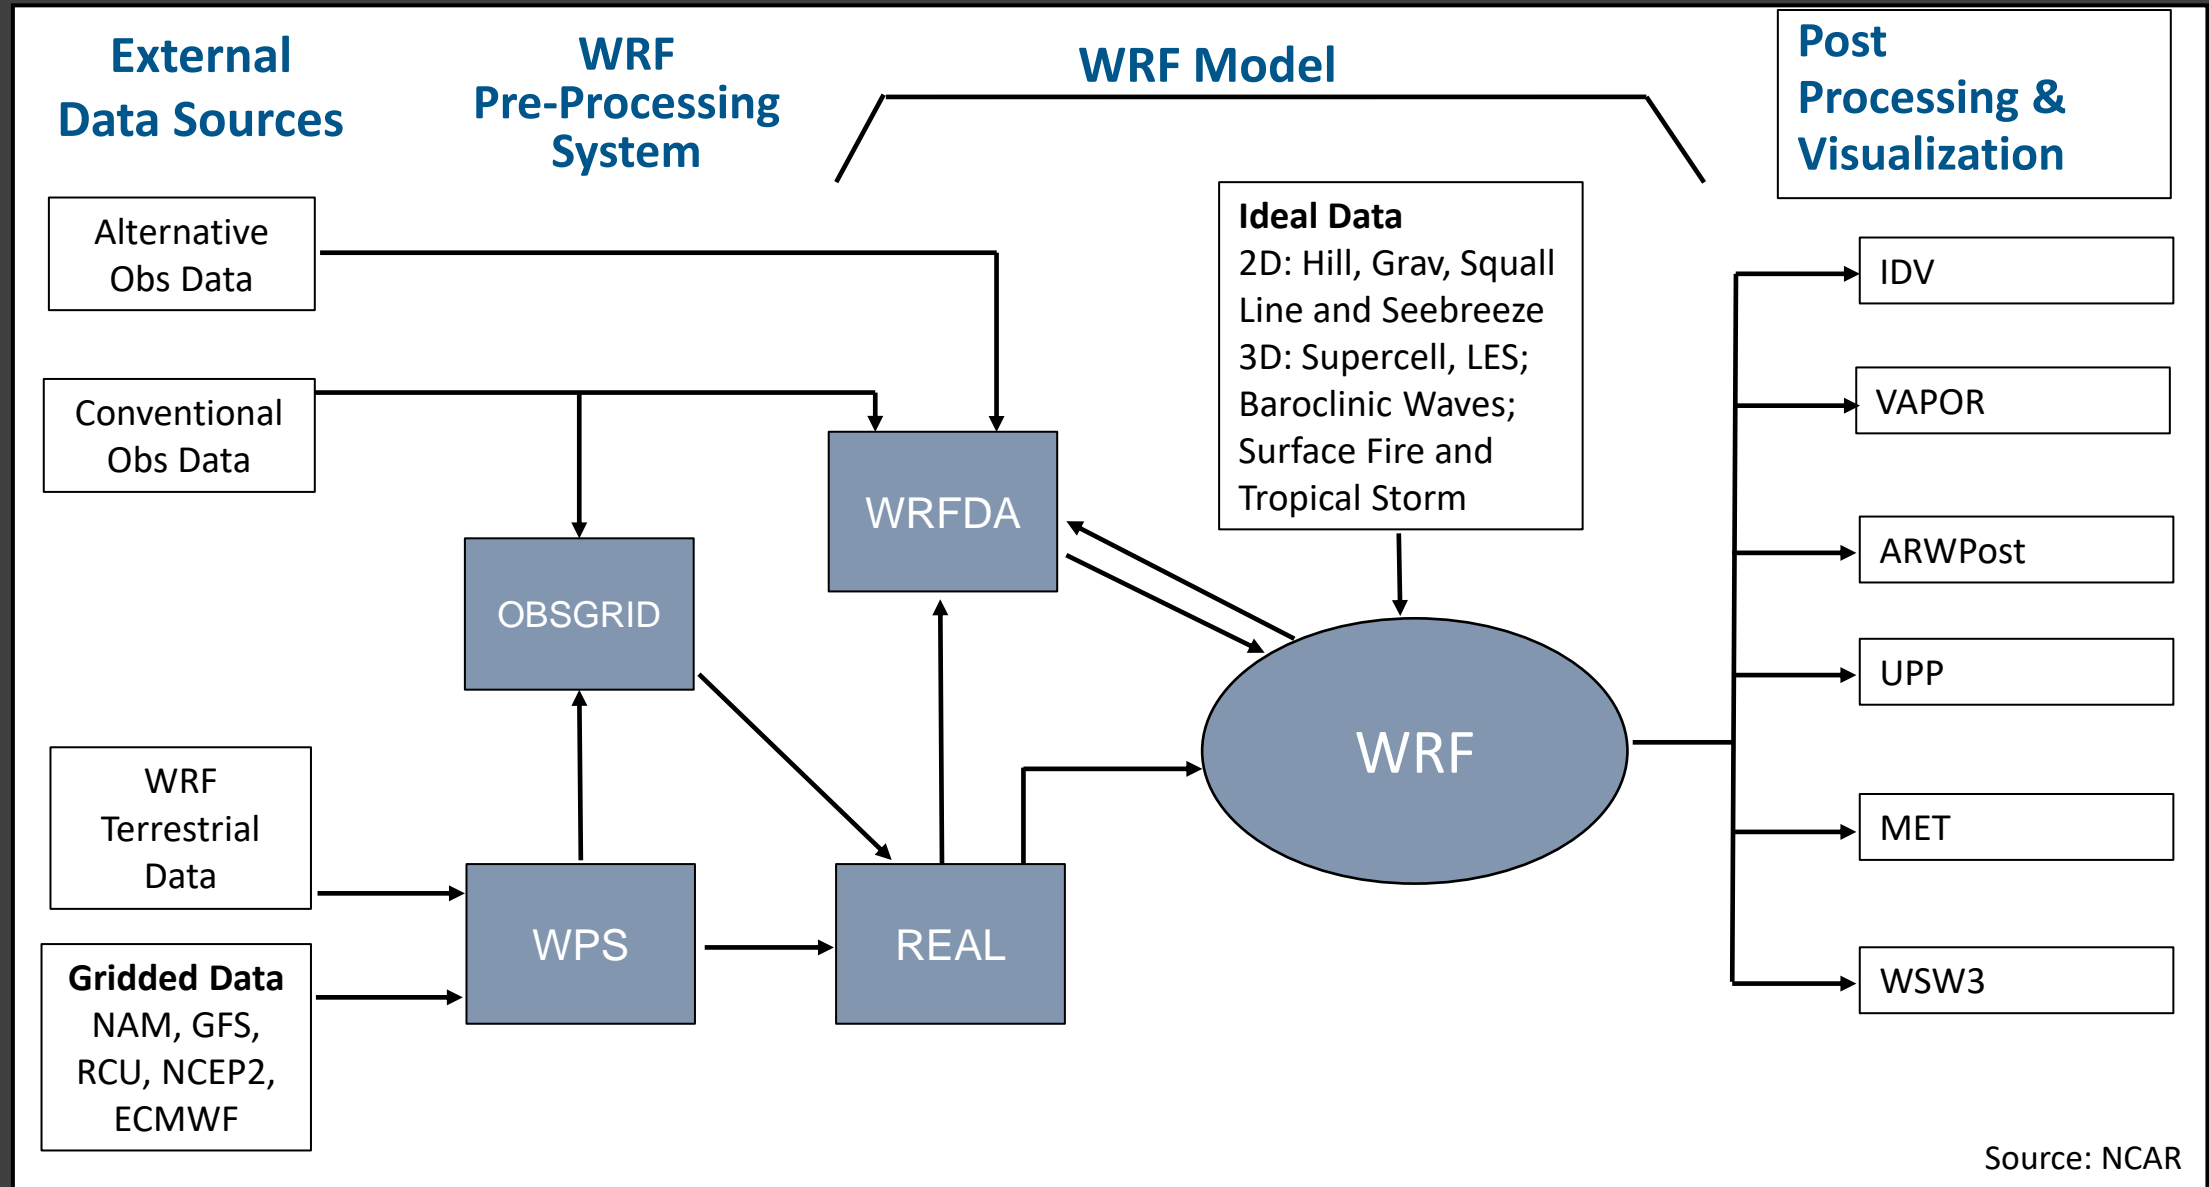 External
Data Sources
WRF
Pre-Processing
System
WRF Model
Post
Processing &
Visualization
Alternative
Obs Data
Conventional
Obs Data
WRF
Terrestrial
Data
Gridded Data
NAM, GFS,
RCU, NCEP2,
ECMWF
OBSGRID
WPS
WRFDA
REAL
Ideal Data
2D: Hill, Grav, Squall
Line and Seebreeze
3D: Supercell, LES;
Baroclinic Waves;
Surface Fire and
Tropical Storm
WRF
IDV
VAPOR
ARWPost
UPP
MET
WSW3
Source: NCAR